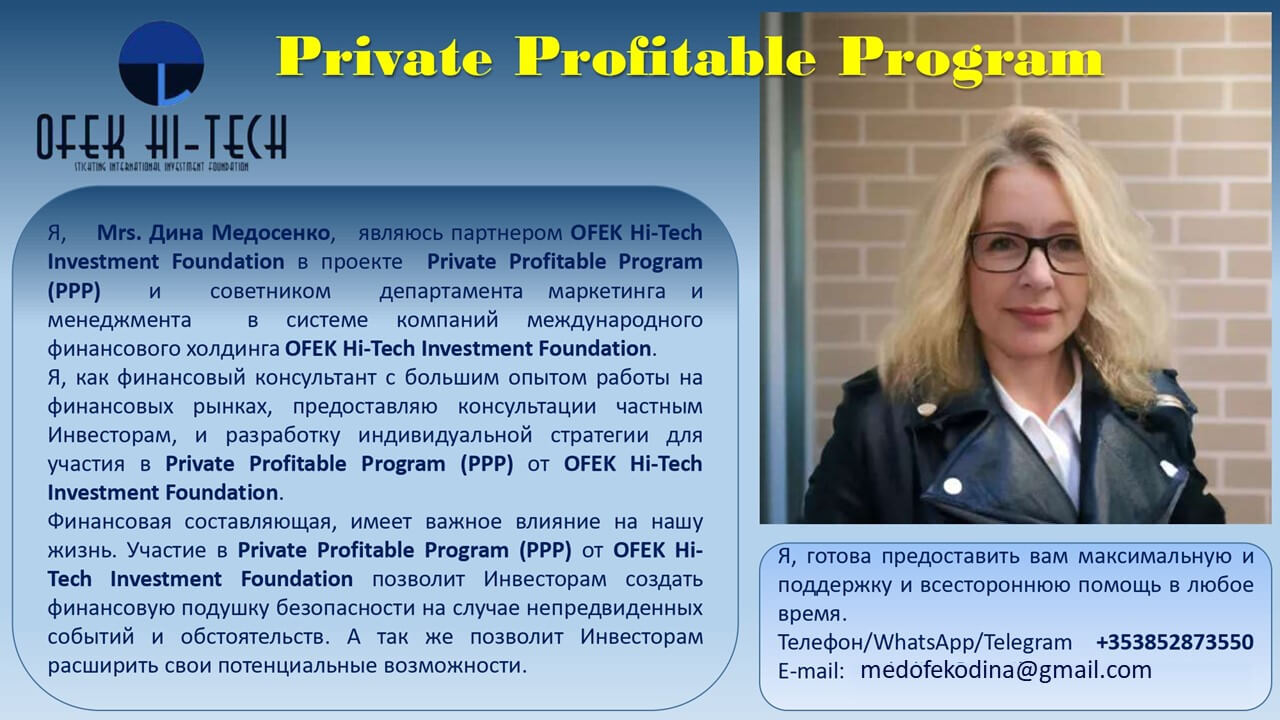 Private Profitable Program
OFEK HI-TECH
STICHTING INTERNATIONAL INVESTMENT FOUNDATION
Я, Mrs. Дина Медосенко, являюсь партнером OFEK Hi-Tech
Investment Foundation в проекте Private Profitable Program
(PPP) и советником департамента маркетинга и
менеджмента в системе компаний международного
финансового холдинга OFEK Hi-Tech Investment Foundation.
Я, как финансовый консультант с большим опытом работы на
финансовых рынках, предоставляю консультации частным
Инвесторам, и разработку индивидуальной стратегии для
участия в Private Profitable Program (PPP) от OFEK Hi-Tech
Investment Foundation.
Финансовая составляющая, имеет важное влияние на нашу
жизнь. Участие в Private Profitable Program (PPP) от OFEK Hi-
Tech Investment Foundation позволит Инвесторам создать
финансовую подушку безопасности на случае непредвиденных
событий и обстоятельств. А так же позволит Инвесторам
расширить свои потенциальные возможности.
Я, готова предоставить вам максимальную и
поддержку и всестороннюю помощь в любое
время.
Телефон/WhatsApp/Telegram +353852873550
E-mail: medofekodina@gmail.com